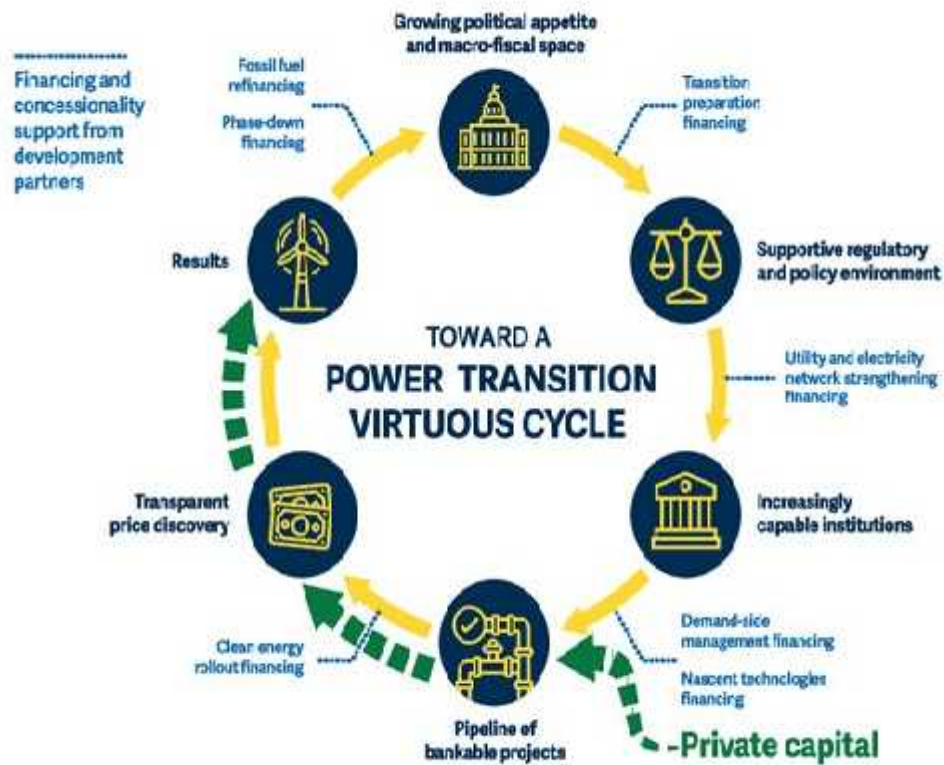 Growing political appetite
and macro-fiscal space
Financing and
concessionality
support from
development
partners
Fossil fuel
refinancing
Phase-down
financing
Transition
preparation
financing
Results
Supportive regulatory
and policy environment
TOWARD A
POWER TRANSITION
VIRTUOUS CYCLE
Utility and electricity
network strengthening
financing
Transparent
price discovery
Increasingly
capable institutions
Clean energy
rollout financing
Demand-side
management financing
Nascent technologies
financing
Pipeline of
bankable projects
-Private capital